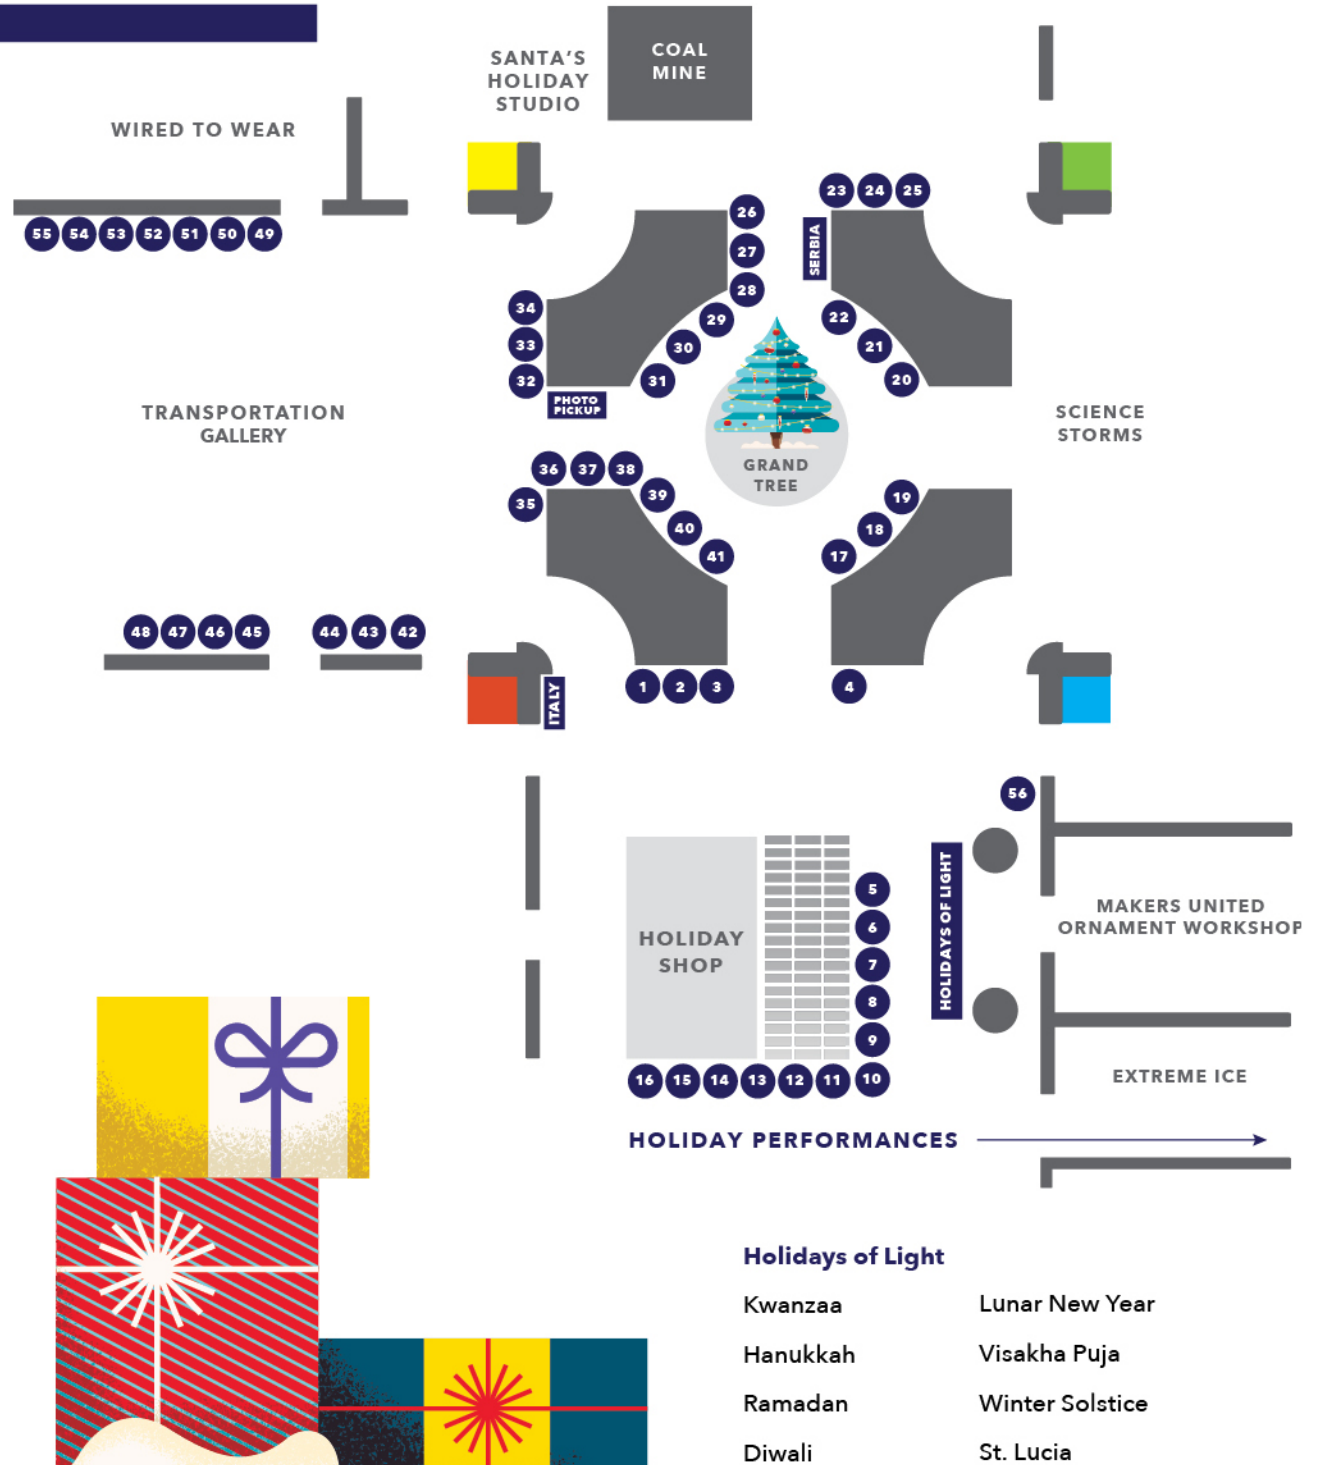 SANTA'S
HOLIDAY
STUDIO
COAL
MINE
WIRED TO WEAR
55 54 53 52 51 50 49
23 24 25
26
27
28
29
30
31
SERBIA
22
21
20
34
33
32
PHOTO
PICKUP
TRANSPORTATION
GALLERY
GRAND
TREE
SCIENCE
STORMS
36 37 38
35
39
40
41
19
18
17
48 47 46 45
44 43 42
ITALY
1 2 3
4
56
HOLIDAY
SHOP
5
6
7
8
9
10
16 15 14 13 12 11
HOLIDAYS OF LIGHT
MAKERS UNITED
ORNAMENT WORKSHOP
EXTREME ICE
HOLIDAY PERFORMANCES
Holidays of Light
Kwanzaa
Hanukkah
Ramadan
Diwali
Lunar New Year
Visakha Puja
Winter Solstice
St. Lucia